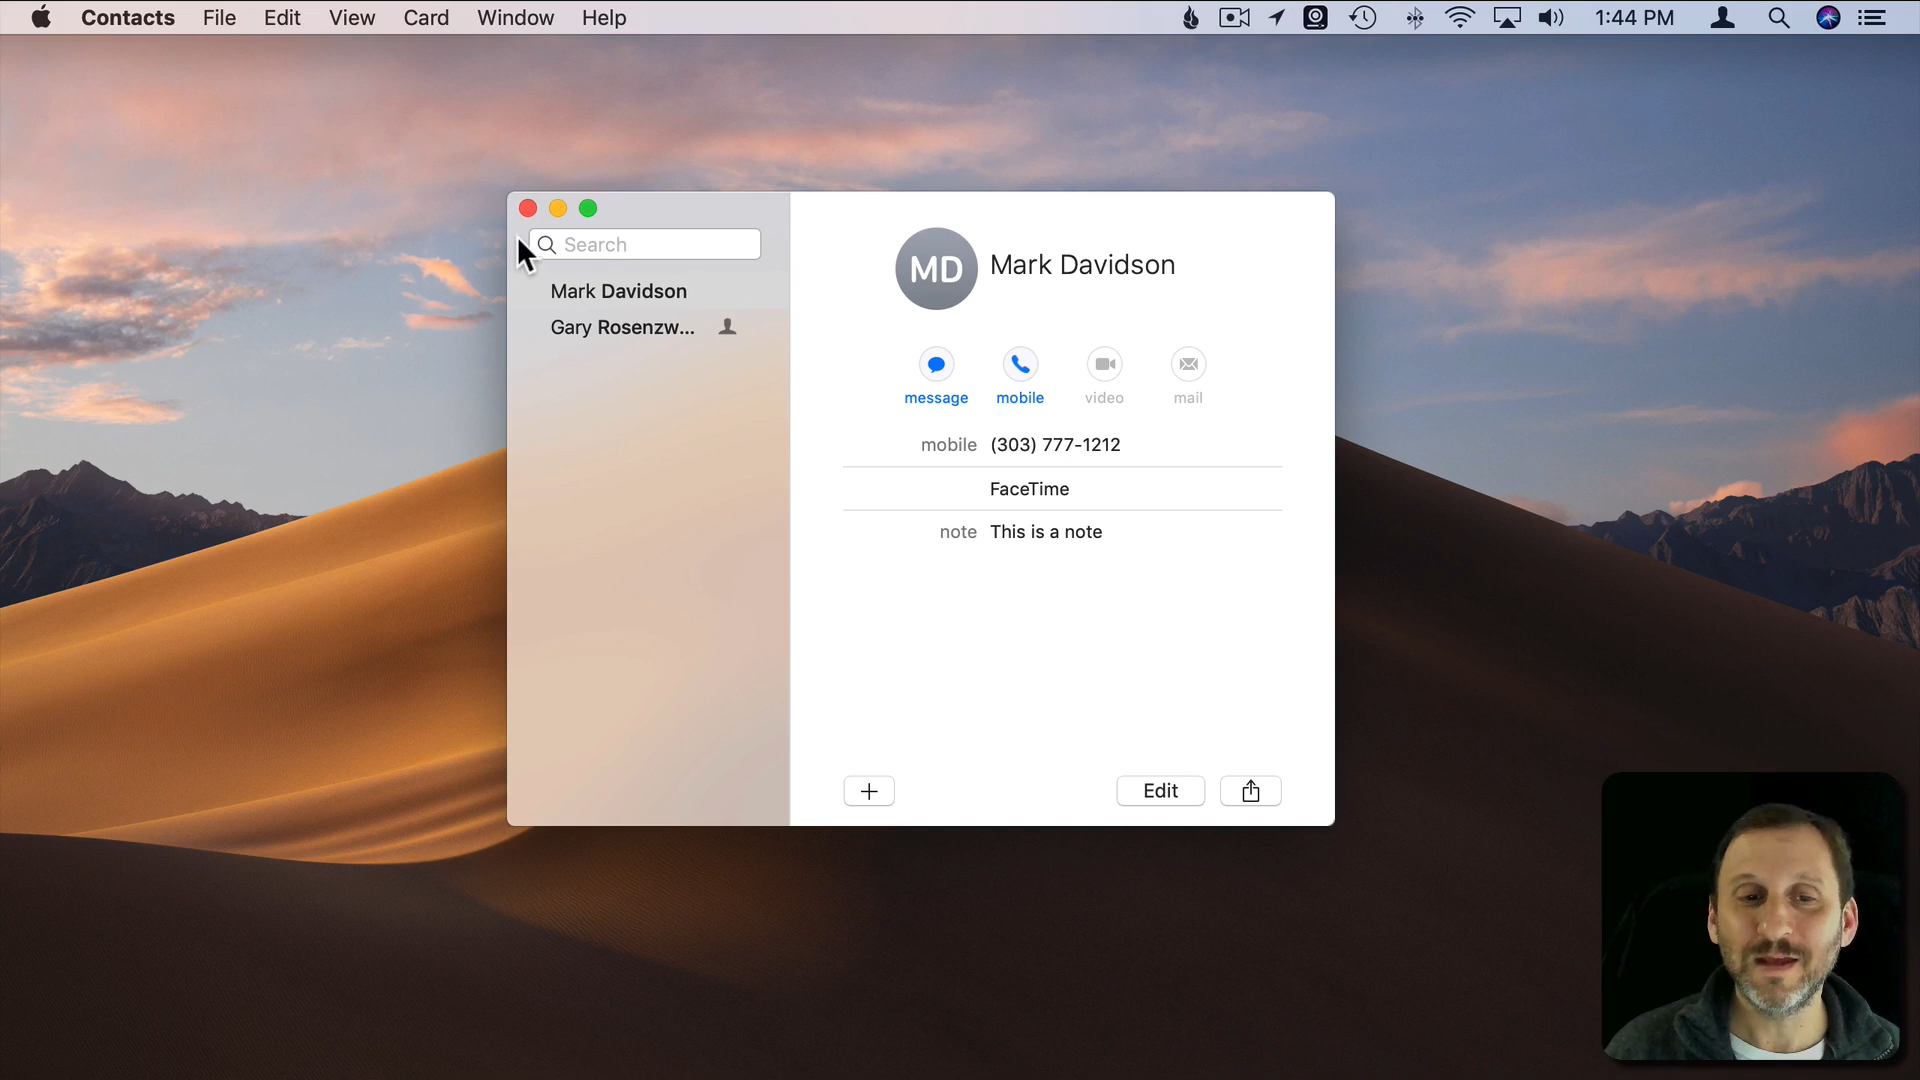 Contacts File Edit View Card Window Help 1:44 PM
Search
Mark Davidson
Gary Rosenzw...
MD Mark Davidson
message mobile video mail
mobile (303) 777-1212
FaceTime
note This is a note
+ Edit